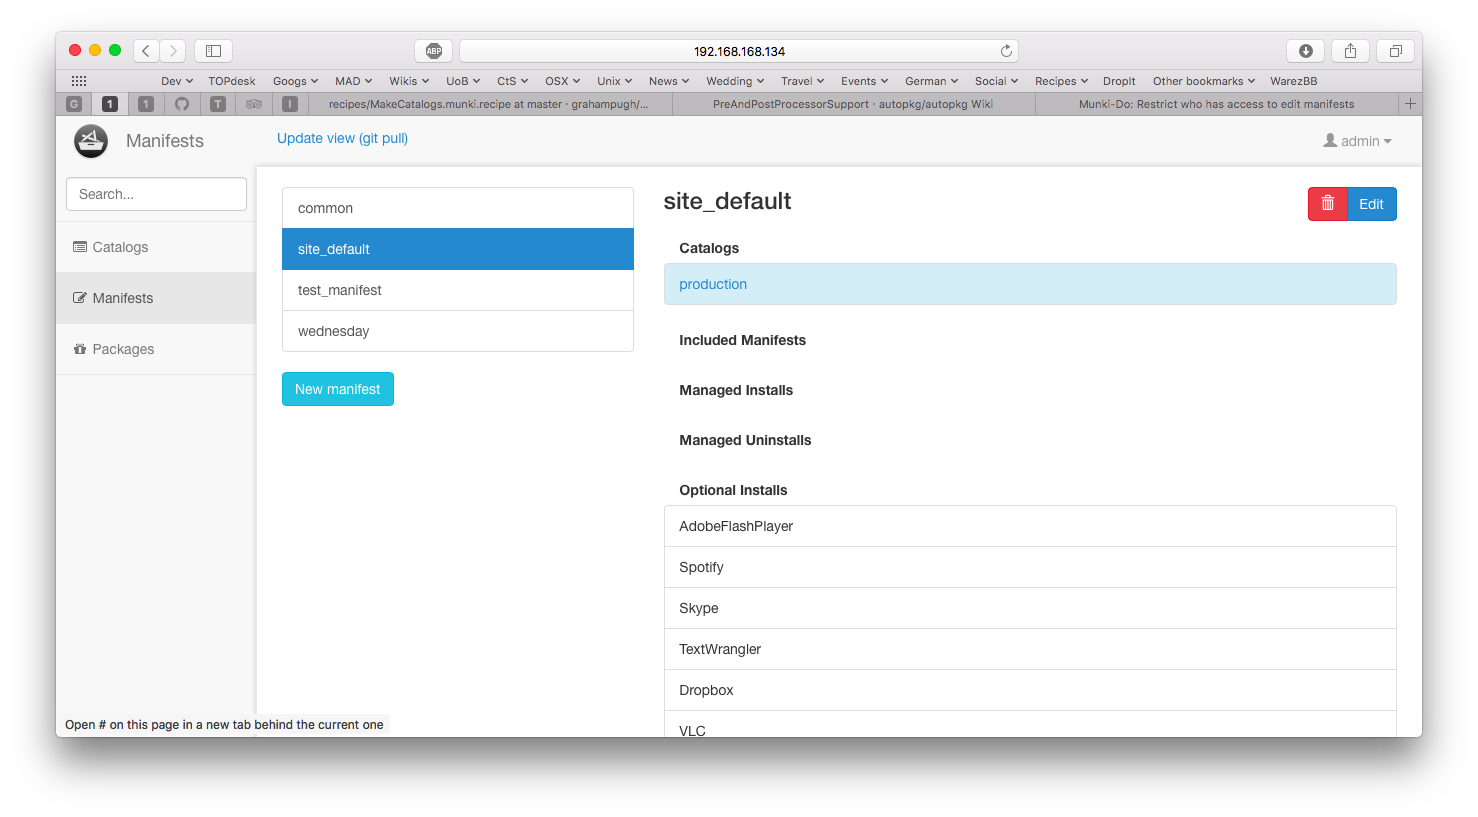 ABP
192.168.168.134
Dev TOPdesk Googs MAD Wikis UoB CtS OSX Unix News Wedding Travel Events German Social Recipes DropIt Other bookmarks WarezBB
G 1 1 T I recipes/MakeCatalogs.munki.recipe at master · grahampugh/... PreAndPostProcessorSupport · autopkg/autopkg Wiki Munki-Do: Restrict who has access to edit manifests
Manifests
Update view (git pull)
admin
Search...
Catalogs
Manifests
Packages
common
site_default
test_manifest
wednesday
New manifest
site_default
Edit
Catalogs
production
Included Manifests
Managed Installs
Managed Uninstalls
Optional Installs
AdobeFlashPlayer
Spotify
Skype
TextWrangler
Dropbox
VLC
Open # on this page in a new tab behind the current one